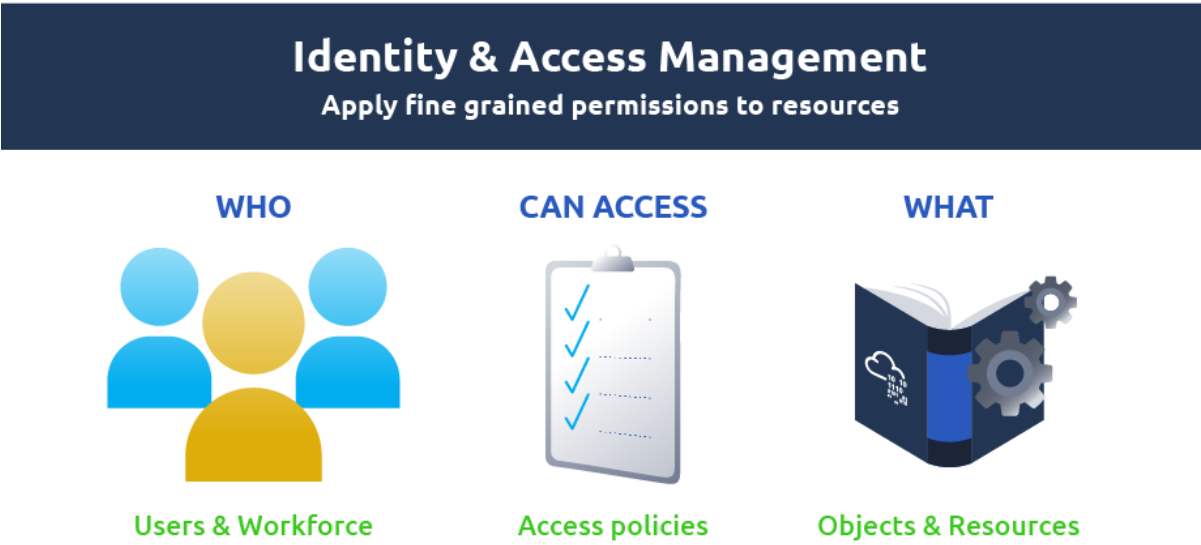 Identity & Access Management
Apply fine grained permissions to resources
WHO
CAN ACCESS
WHAT
Users & Workforce
Access policies
Objects & Resources